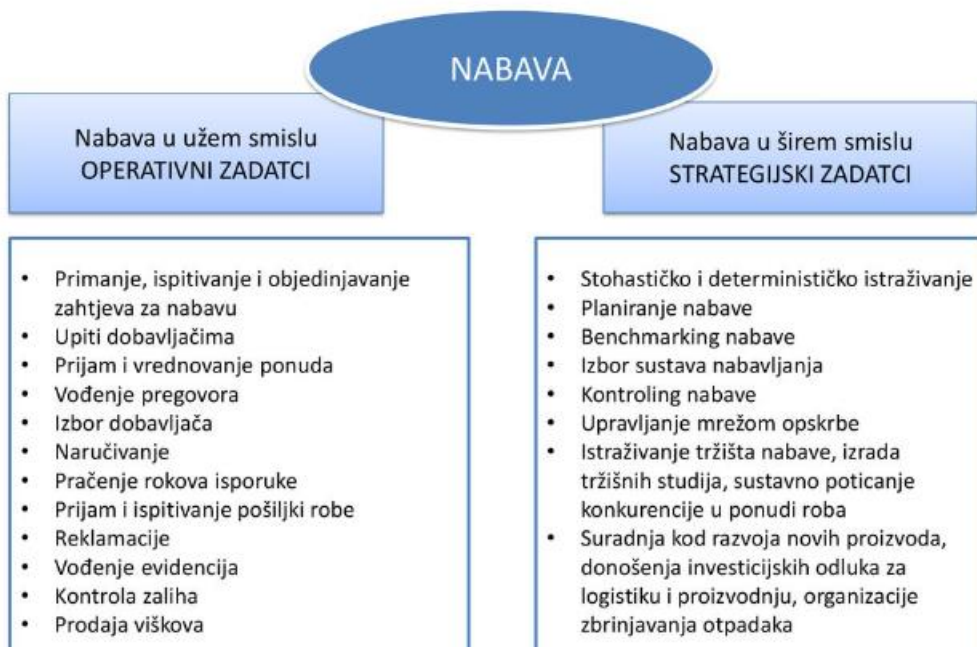 NABAVA
Nabava u užem smislu
OPERATIVNI ZADATCI
• Primanje, ispitivanje i objedinjavanje
zahtjeva za nabavu
• Upiti dobavljačima
• Prijam i vrednovanje ponuda
• Vođenje pregovora
• Izbor dobavljača
• Naručivanje
• Pračenje rokova isporuke
• Prijam i ispitivanje pošiljki robe
• Reklamacije
• Vođenje evidencija
• Kontrola zaliha
• Prodaja viškova
Nabava u širem smislu
STRATEGIJSKI ZADATCI
• Stohastičko i determinističko istraživanje
• Planiranje nabave
• Benchmarking nabave
• Izbor sustava nabavljanja
• Kontroling nabave
• Upravljanje mrežom opskrbe
• Istraživanje tržišta nabave, izrada
tržišnih studija, sustavno poticanje
konkurencije u ponudi roba
• Suradnja kod razvoja novih proizvoda,
donošenja investicijskih odluka za
logistiku i proizvodnju, organizacije
zbrinjavanja otpadaka